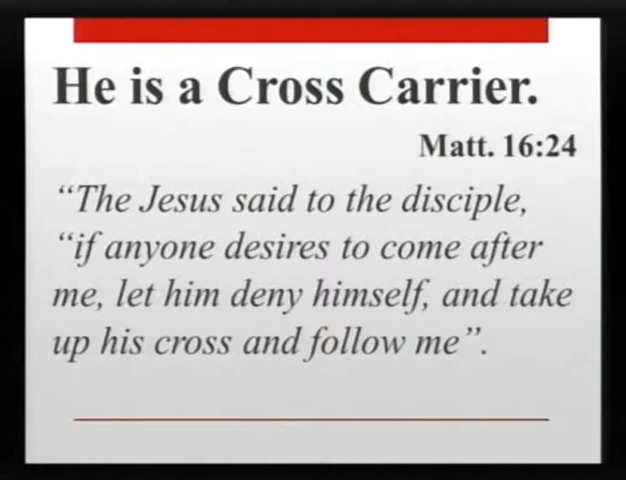 He is a Cross Carrier.
Matt. 16:24
“The Jesus said to the disciple,
“if anyone desires to come after
me, let him deny himself, and take
up his cross and follow me”.